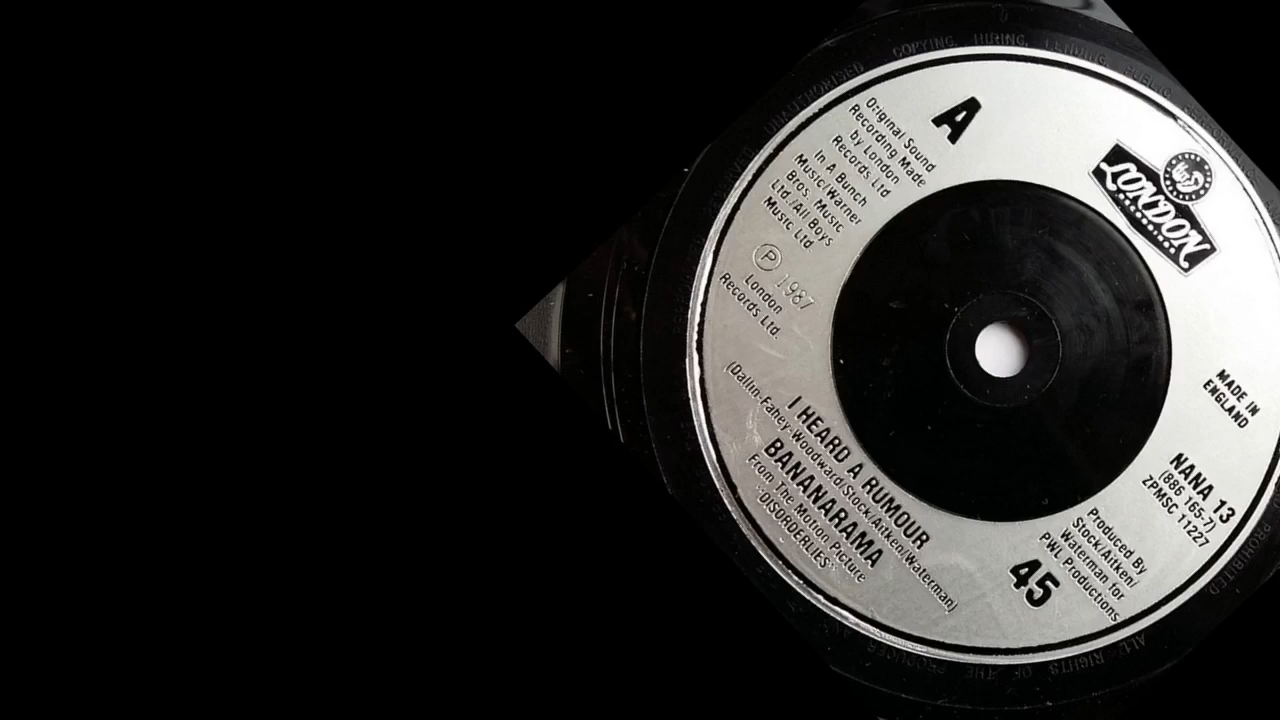 A
Original Sound
Recording Made
by London
Records Ltd
In A Bunch
Music/Warner
Bros. Music
Ltd./All Boys
Music Ltd.
Ⓟ 1987
London
Records Ltd.
LONDON
RECORDINGS
MADE IN
ENGLAND
NANA 13
(886 165-7)
ZPMSC 11227
Produced By
Stock/Aitken/
Waterman for
PWL Productions
45
I HEARD A RUMOUR
(Dallin-Fahey-Woodward/Stock/Aitken/Waterman)
BANANARAMA
From The Motion Picture
"DISORDERLIES"
UNAUTHORISED COPYING, HIRING, LENDING, PUBLIC
PROHIBITED
ALL RIGHTS OF THE PRODUCER